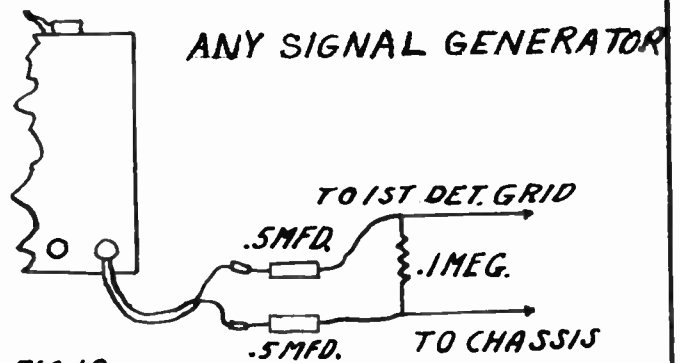 ANY SIGNAL GENERATOR
TO 1ST DET. GRID
.5MFD.
.1MEG.
.5MFD.
TO CHASSIS